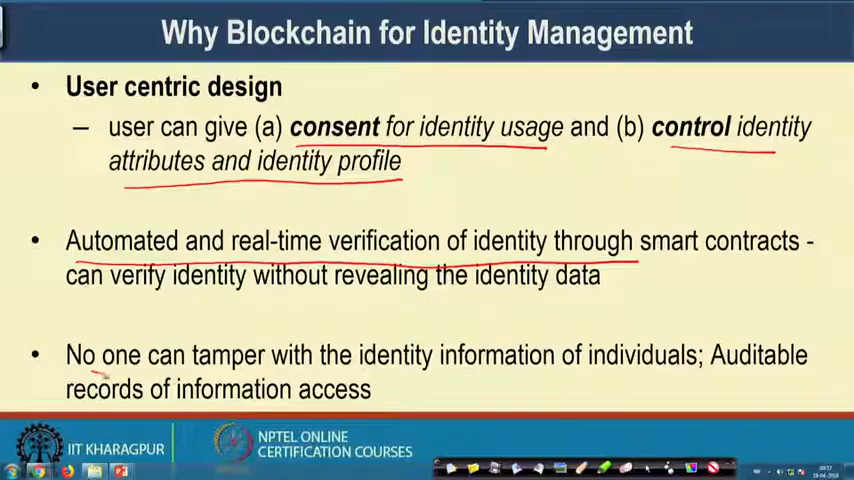 Why Blockchain for Identity Management
• User centric design
– user can give (a) consent for identity usage and (b) control identity
attributes and identity profile
• Automated and real-time verification of identity through smart contracts -
can verify identity without revealing the identity data
• No one can tamper with the identity information of individuals; Auditable
records of information access
IIT KHARAGPUR
NPTEL ONLINE
CERTIFICATION COURSES
09:57